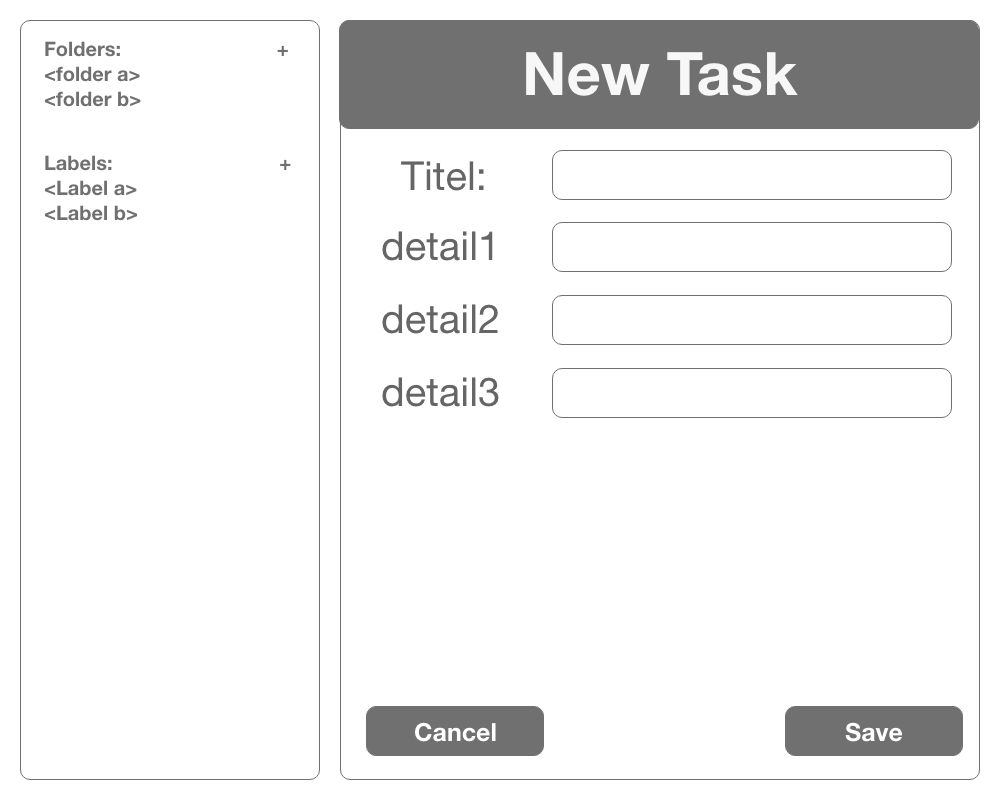 Folders: +
<folder a>
<folder b>
Labels: +
<Label a>
<Label b>
New Task
Titel:
detail1
detail2
detail3
Cancel
Save